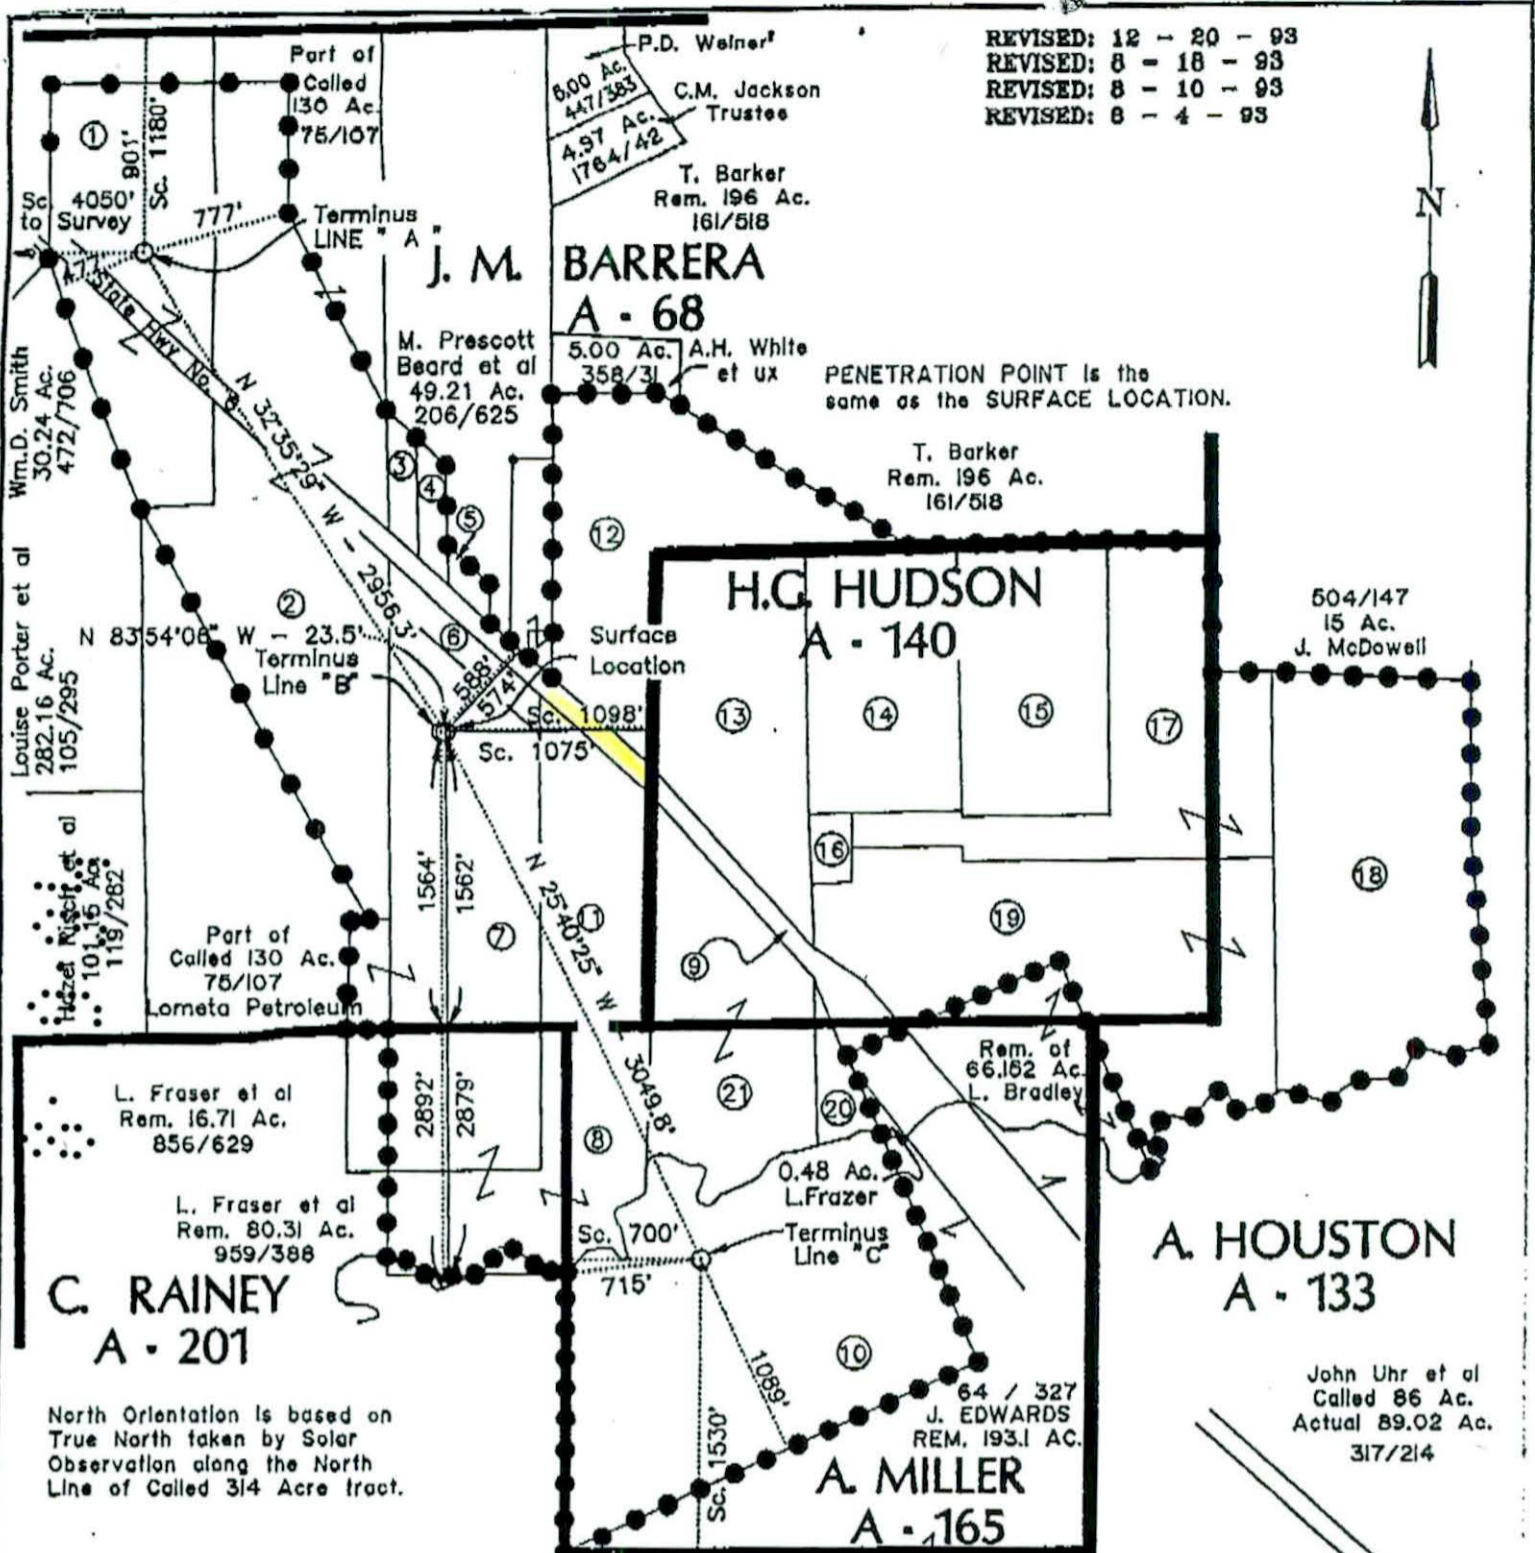 REVISED: 12 - 20 - 93
REVISED: 8 - 18 - 93
REVISED: 8 - 10 - 93
REVISED: 8 - 4 - 93
N
P.D. Weiner
5.00 Ac.
447/383
C.M. Jackson
Trustee
4.97 Ac.
1764/42
T. Barker
Rem. 196 Ac.
161/518
Part of
Called
130 Ac.
75/107
1
901'
Sc. 1180'
Sc. 4050'
to Survey
777'
Terminus
LINE "A"
477'
State Hwy No.
J. M. BARRERA
A - 68
M. Prescott
Beard et al
49.21 Ac.
206/625
5.00 Ac.
358/31
A.H. White
et ux
PENETRATION POINT is the
same as the SURFACE LOCATION.
T. Barker
Rem. 196 Ac.
161/518
Wm.D. Smith
30.24 Ac.
472/706
N 32°35'29" W - 2956.3'
3
4
5
12
2
6
N 83°54'06" W - 23.5'
Terminus
Line "B"
Surface
Location
588'
574'
Sc. 1098'
Sc. 1075'
H.G. HUDSON
A - 140
504/147
15 Ac.
J. McDowell
13
14
15
17
16
18
19
Louise Porter et al
282.16 Ac.
105/295
Hazel Risch et al
101.15 Ac.
119/282
Part of
Called 130 Ac.
75/107
Lometa Petroleum
1564'
1562'
7
11
N 25°40'25" W - 3049.8'
9
L. Fraser et al
Rem. 16.71 Ac.
856/629
2892'
2879'
8
21
20
Rem. of
66.152 Ac.
L. Bradley
0.48 Ac.
L.Frazer
L. Fraser et al
Rem. 80.31 Ac.
959/388
Sc. 700'
715'
Terminus
Line "C"
C. RAINEY
A - 201
A. HOUSTON
A - 133
10
1089'
Sc. 1530'
64 / 327
J. EDWARDS
REM. 193.1 AC.
A. MILLER
A - 165
John Uhr et al
Called 86 Ac.
Actual 89.02 Ac.
317/214
North Orientation is based on
True North taken by Solar
Observation along the North
Line of Called 314 Acre tract.